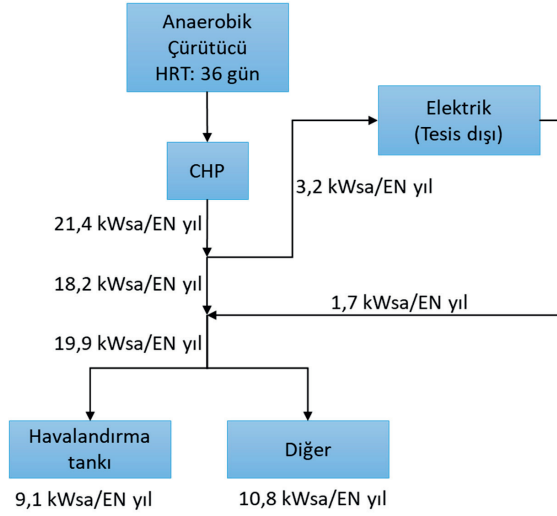 Anaerobik
Çürütücü
HRT: 36 gün
Elektrik
(Tesis dışı)
CHP
3,2 kWsa/EN yıl
21,4 kWsa/EN yıl
18,2 kWsa/EN yıl
1,7 kWsa/EN yıl
19,9 kWsa/EN yıl
Havalandırma
tankı
Diğer
9,1 kWsa/EN yıl
10,8 kWsa/EN yıl